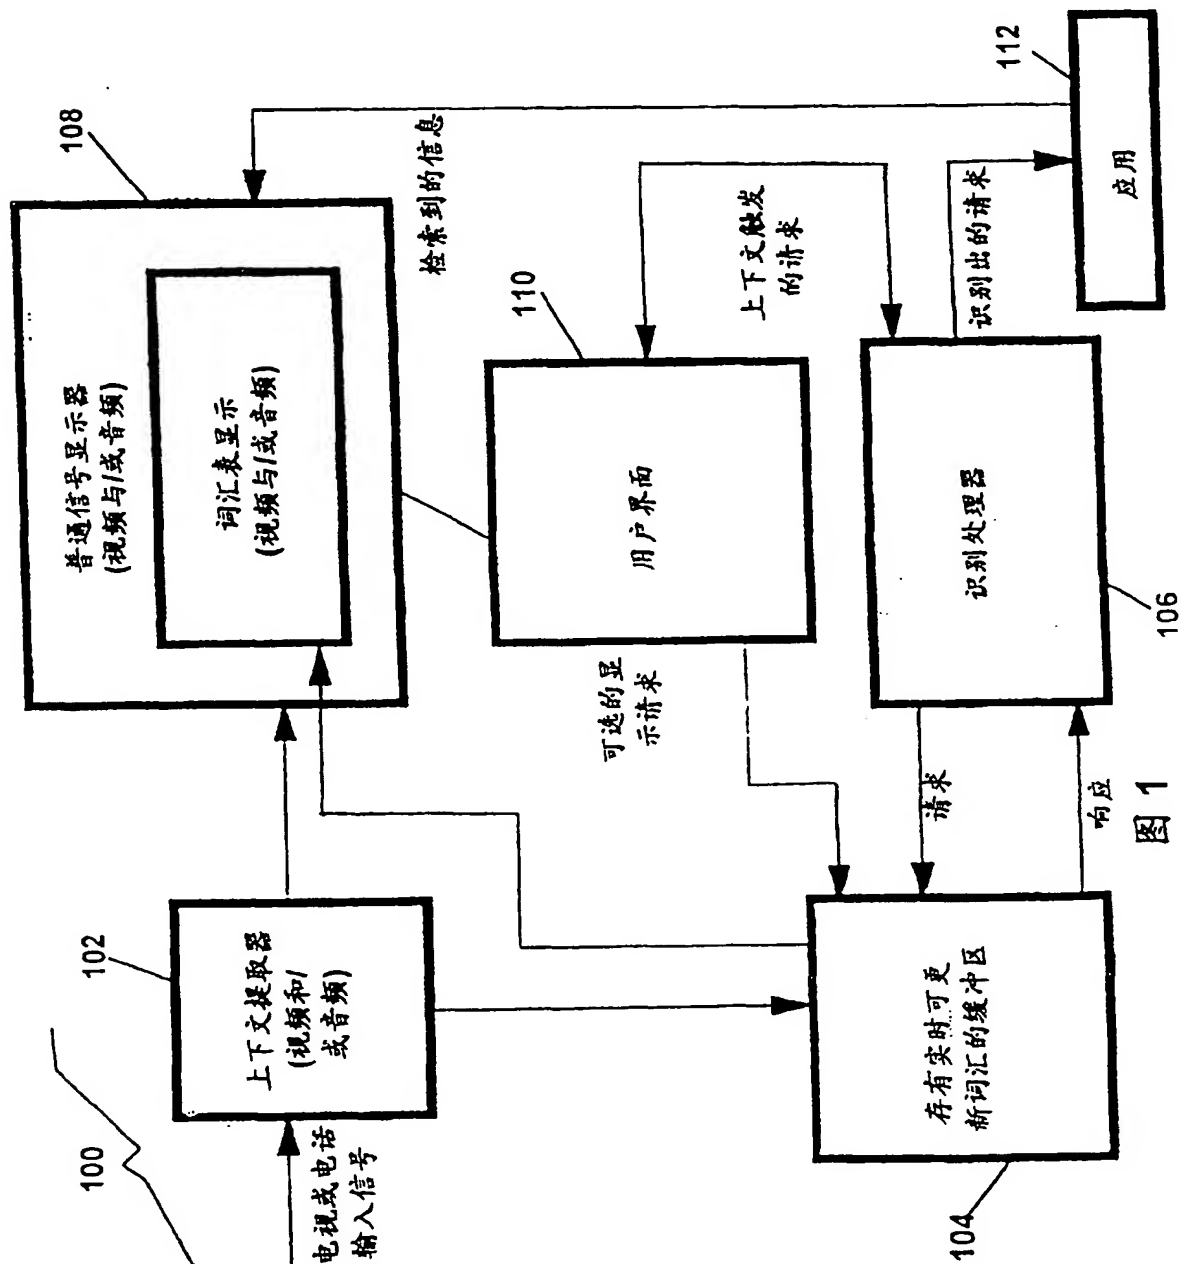 100
电视或电话
输入信号
102
上下文提取器
(视频和/
或音频)
108
普通信号显示器
(视频与/或音频)
词汇表显示
(视频与/或音频)
检索到的信息
110
用户界面
可选的显
示请求
上下文触发
的请求
104
存有实时可更
新词汇的缓冲区
请求
响应
106
识别处理器
识别出的请求
112
应用
图 1